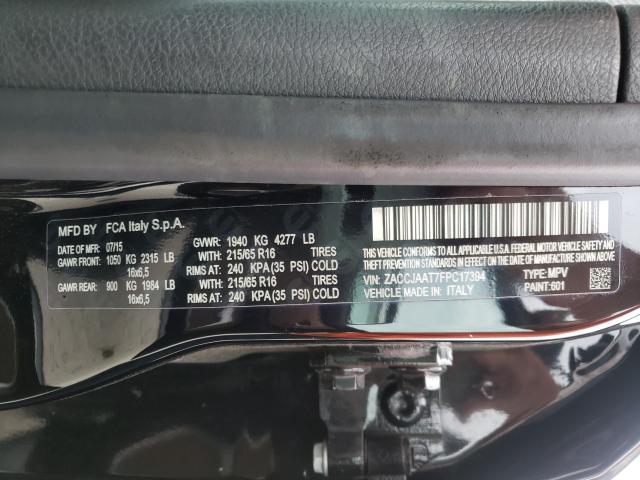 MFD BY FCA Italy S.p.A.
DATE OF MFR: 07/15
GAWR FRONT: 1050 KG 2315 LB
16x6,5
GAWR REAR: 900 KG 1984 LB
16x6,5
GVWR: 1940 KG 4277 LB
WITH: 215/65 R16 TIRES
RIMS AT: 240 KPA(35 PSI) COLD
WITH: 215/65 R16 TIRES
RIMS AT: 240 KPA(35 PSI) COLD
THIS VEHICLE CONFORMS TO ALL APPLICABLE U.S.A. FEDERAL MOTOR VEHICLE
SAFETY, BUMPER, AND THEFT PREVENTION STANDARDS IN EFFECT ON THE DATE OF MANUFACTURE SHOWN ABOVE.
VIN: ZACCJAAT7FPC17394 TYPE: MPV
VEHICLE MADE IN: ITALY PAINT:601